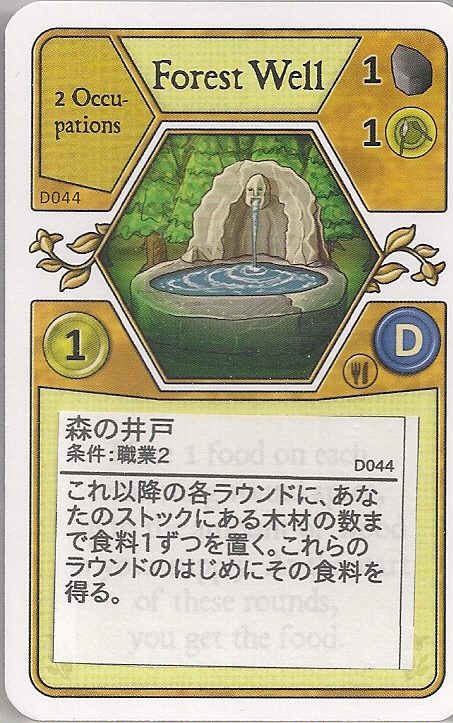 2 Occu-
pations
Forest Well
1
1
D044
1
D
森の井戸
条件:職業2
D044
これ以降の各ラウンドに、あな
たのストックにある木材の数ま
で食料1ずつを置く。これらの
ラウンドのはじめにその食料を
得る。
1 food on each
of these rounds,
you get the food.